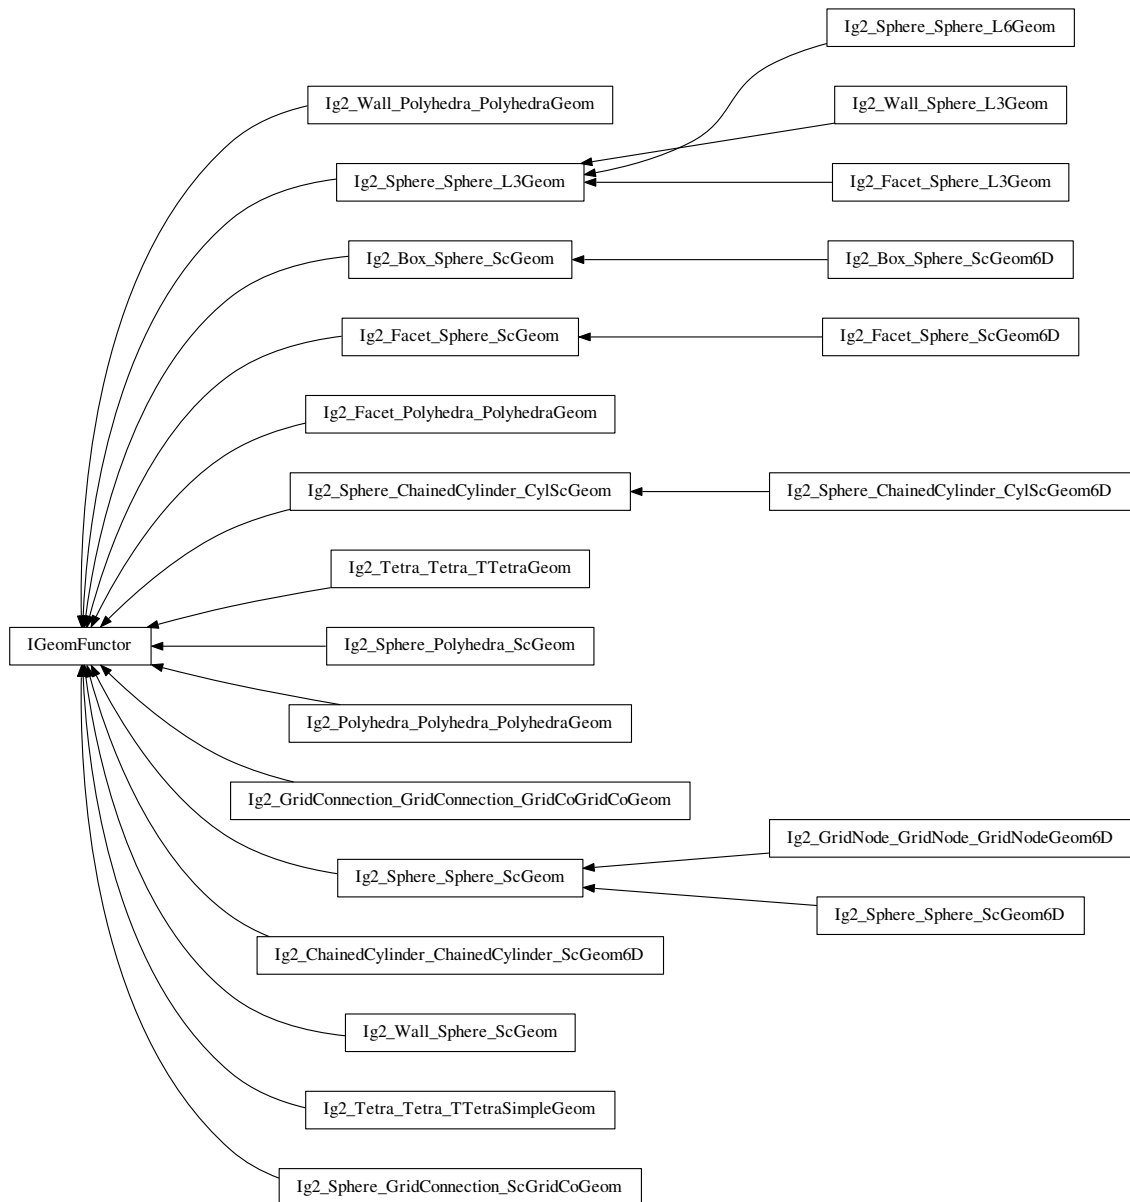 Ig2_Sphere_Sphere_L6Geom
Ig2_Wall_Polyhedra_PolyhedraGeom
Ig2_Wall_Sphere_L3Geom
Ig2_Sphere_Sphere_L3Geom
Ig2_Facet_Sphere_L3Geom
Ig2_Box_Sphere_ScGeom
Ig2_Box_Sphere_ScGeom6D
Ig2_Facet_Sphere_ScGeom
Ig2_Facet_Sphere_ScGeom6D
Ig2_Facet_Polyhedra_PolyhedraGeom
Ig2_Sphere_ChainedCylinder_CylScGeom
Ig2_Sphere_ChainedCylinder_CylScGeom6D
Ig2_Tetra_Tetra_TTetraGeom
IGeomFunctor
Ig2_Sphere_Polyhedra_ScGeom
Ig2_Polyhedra_Polyhedra_PolyhedraGeom
Ig2_GridConnection_GridConnection_GridCoGridCoGeom
Ig2_GridNode_GridNode_GridNodeGeom6D
Ig2_Sphere_Sphere_ScGeom
Ig2_Sphere_Sphere_ScGeom6D
Ig2_ChainedCylinder_ChainedCylinder_ScGeom6D
Ig2_Wall_Sphere_ScGeom
Ig2_Tetra_Tetra_TTetraSimpleGeom
Ig2_Sphere_GridConnection_ScGridCoGeom